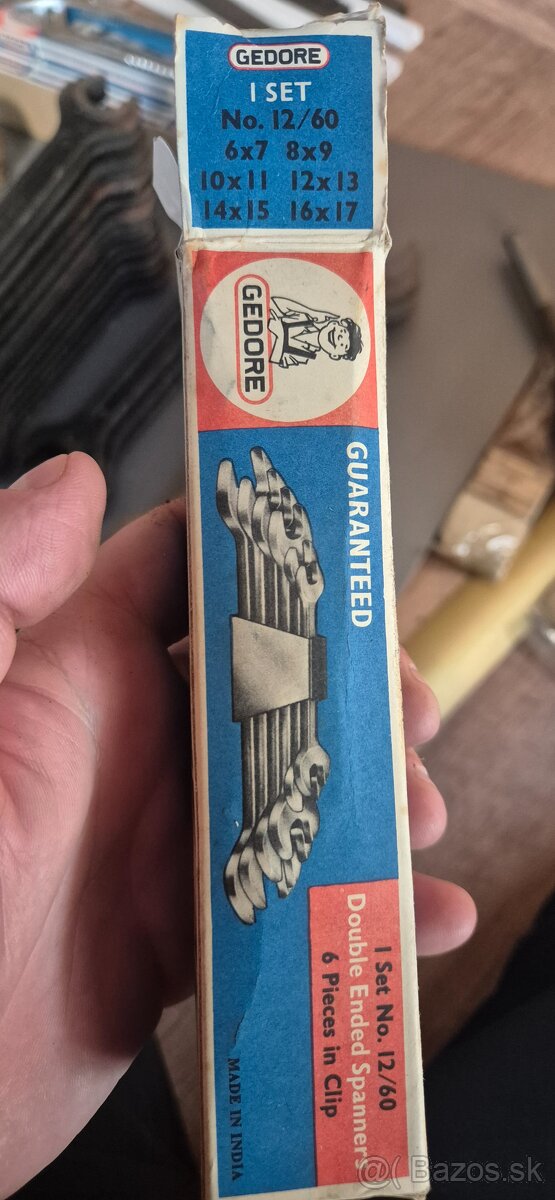 GEDORE
1 SET
No. 12/60
6x7 8x9
10x11 12x13
14x15 16x17
GEDORE
GUARANTEED
1 Set No. 12/60
Double Ended Spanners
6 Pieces in Clip
MADE IN INDIA
@ Bazos.sk